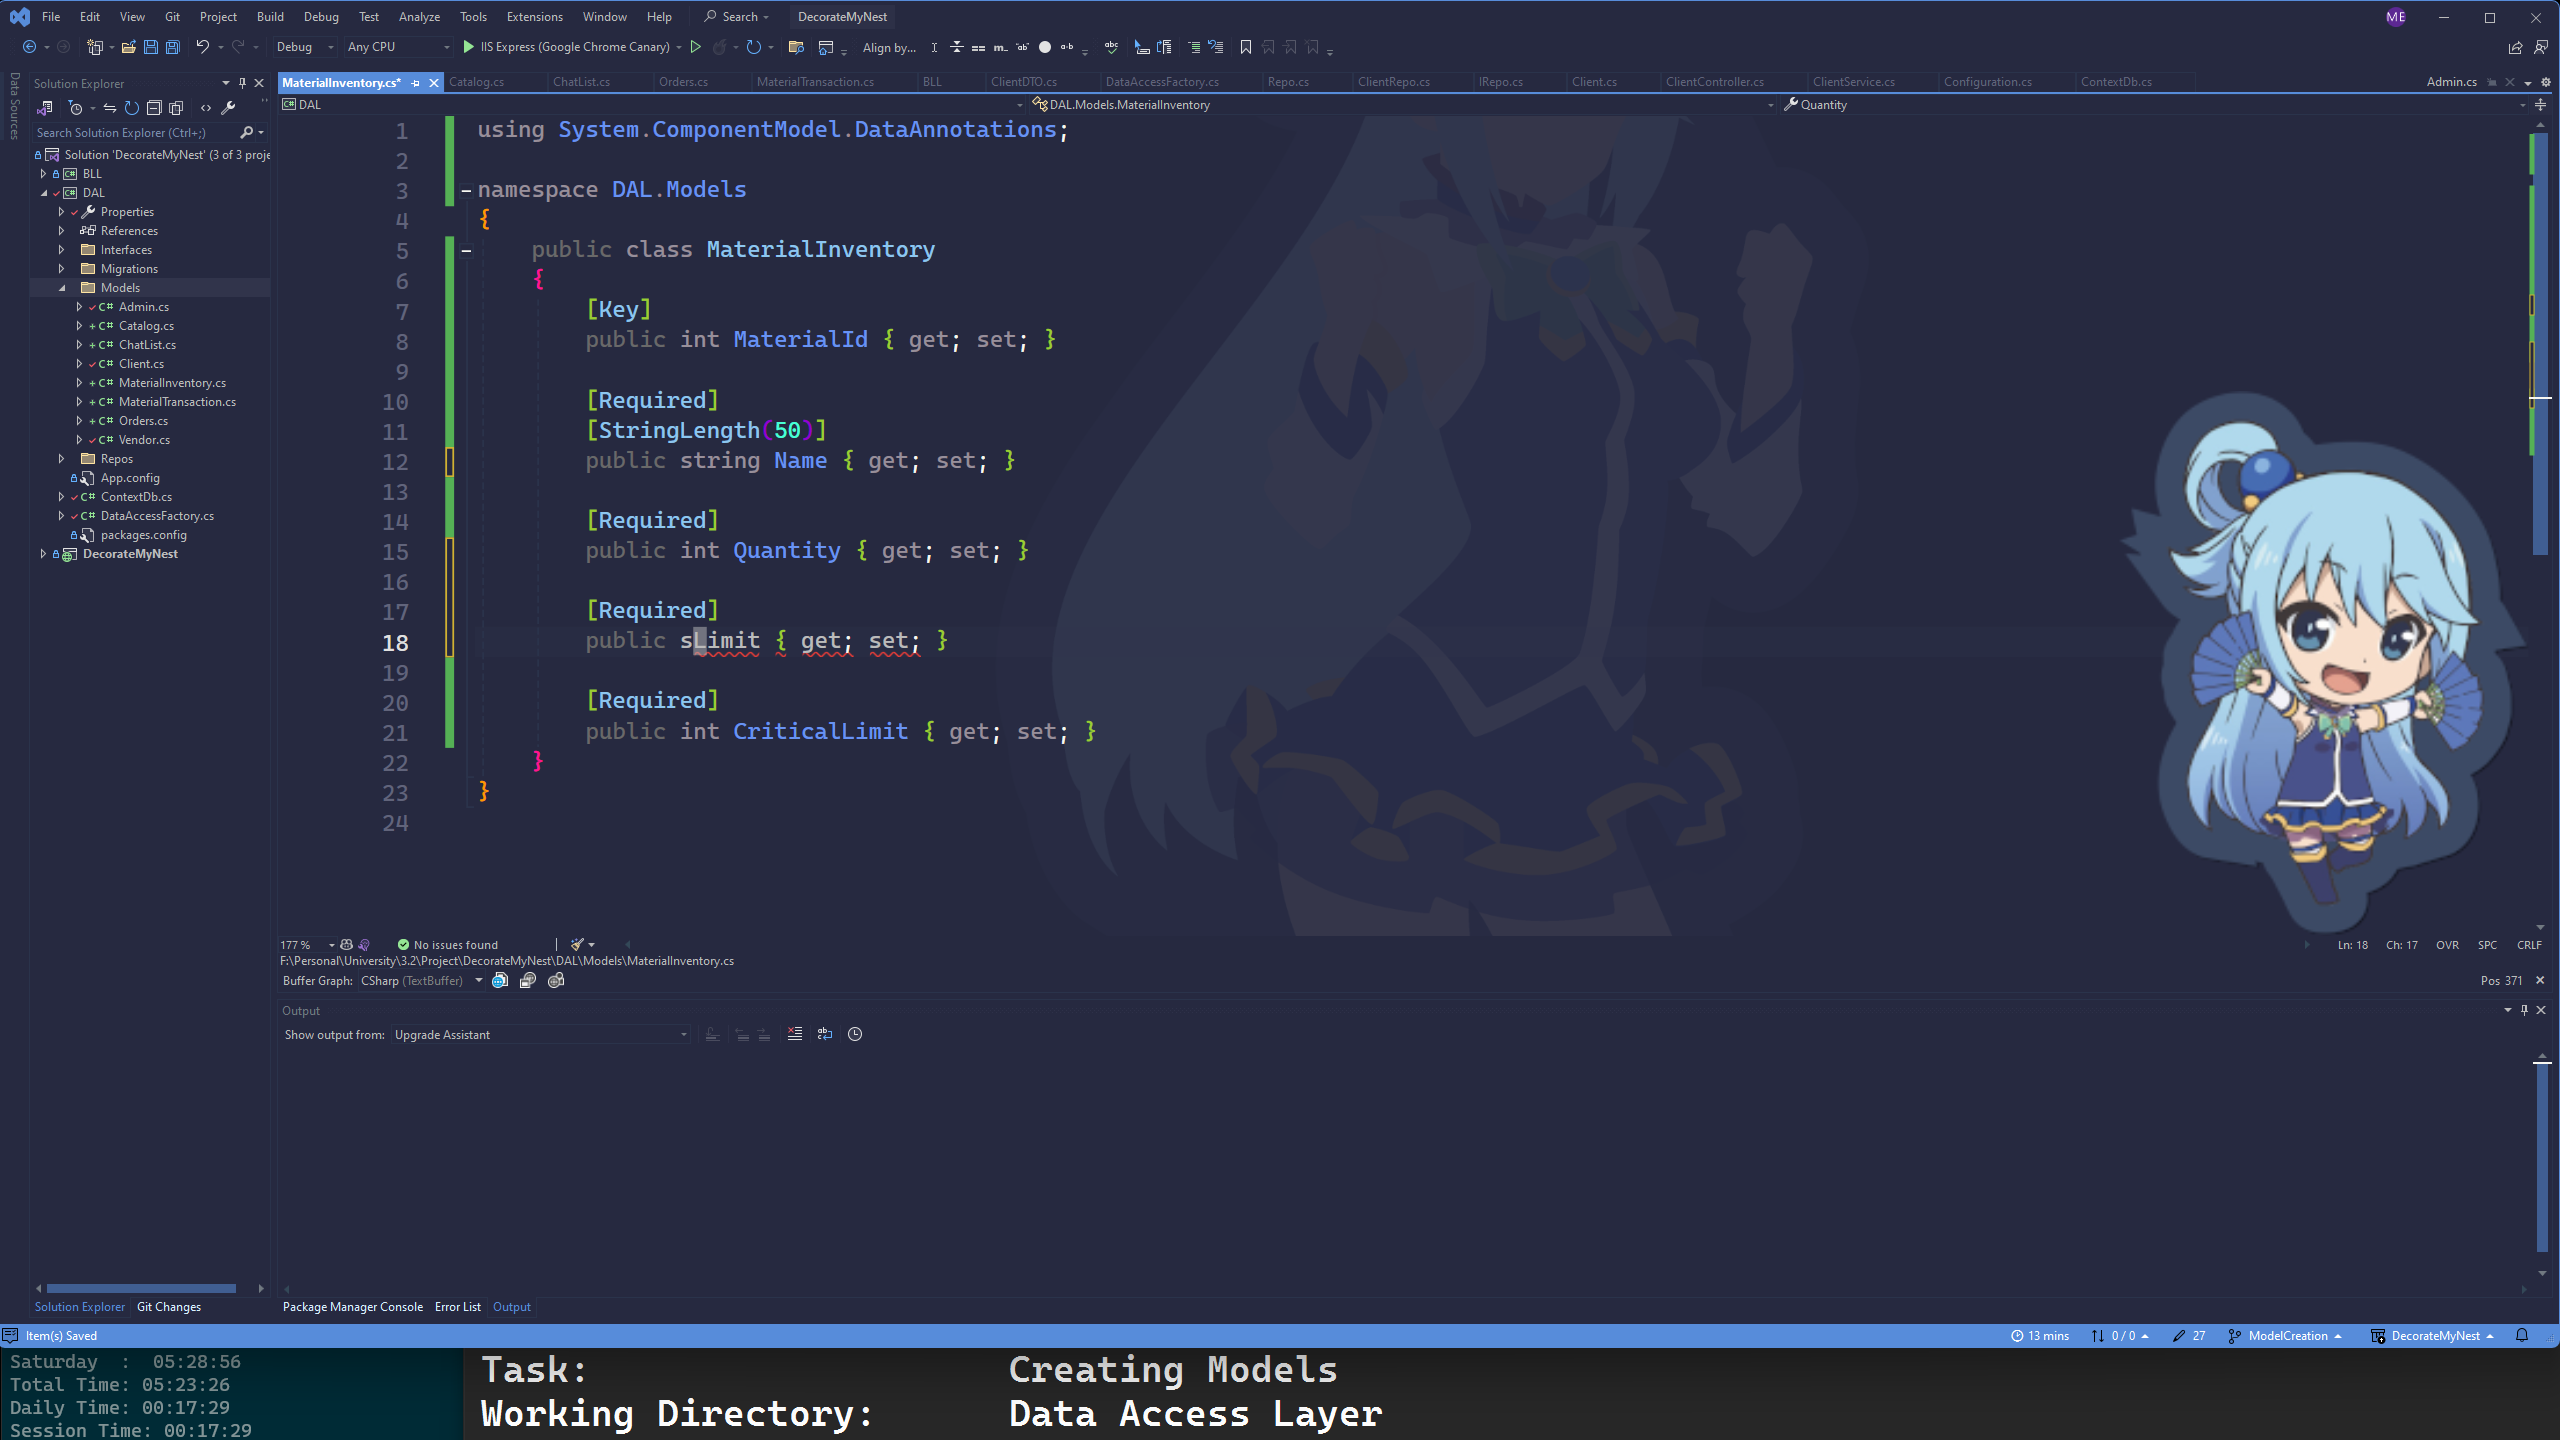 File Edit View Git Project Build Debug Test Analyze Tools Extensions Window Help Search DecorateMyNest ME
Debug Any CPU IIS Express (Google Chrome Canary) Align by...
Data Sources
Solution Explorer
Search Solution Explorer (Ctrl+;)
Solution 'DecorateMyNest' (3 of 3 proje
BLL
DAL
Properties
References
Interfaces
Migrations
Models
C# Admin.cs
C# Catalog.cs
C# ChatList.cs
C# Client.cs
C# MaterialInventory.cs
C# MaterialTransaction.cs
C# Orders.cs
C# Vendor.cs
Repos
App.config
C# ContextDb.cs
C# DataAccessFactory.cs
packages.config
DecorateMyNest
MaterialInventory.cs* Catalog.cs ChatList.cs Orders.cs MaterialTransaction.cs BLL ClientDTO.cs DataAccessFactory.cs Repo.cs ClientRepo.cs IRepo.cs Client.cs ClientController.cs ClientService.cs Configuration.cs ContextDb.cs Admin.cs
DAL DAL.Models.MaterialInventory Quantity
1 using System.ComponentModel.DataAnnotations;
2
3 namespace DAL.Models
4 {
5 public class MaterialInventory
6 {
7 [Key]
8 public int MaterialId { get; set; }
9
10 [Required]
11 [StringLength(50)]
12 public string Name { get; set; }
13
14 [Required]
15 public int Quantity { get; set; }
16
17 [Required]
18 public sLimit { get; set; }
19
20 [Required]
21 public int CriticalLimit { get; set; }
22 }
23 }
24
177 % No issues found Ln: 18 Ch: 17 OVR SPC CRLF
F:\Personal\University\3.2\Project\DecorateMyNest\DAL\Models\MaterialInventory.cs
Buffer Graph: CSharp (TextBuffer) Pos 371
Output
Show output from: Upgrade Assistant
Solution Explorer Git Changes Package Manager Console Error List Output
Item(s) Saved 13 mins 0 / 0 27 ModelCreation DecorateMyNest
Saturday : 05:28:56
Total Time: 05:23:26
Daily Time: 00:17:29
Session Time: 00:17:29
Task: Creating Models
Working Directory: Data Access Layer